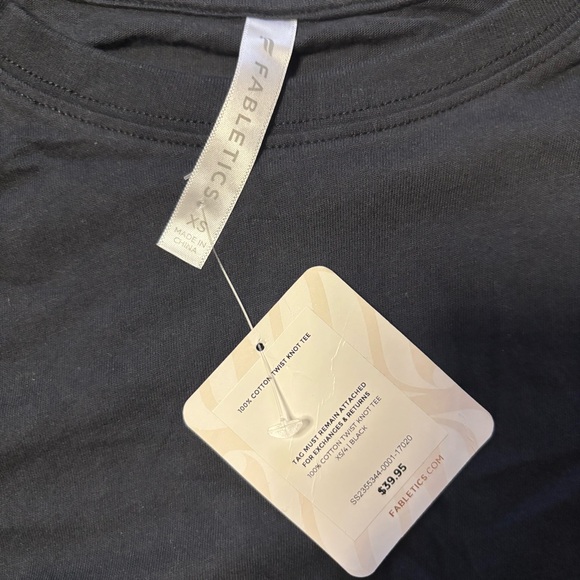 FABLETICS
XS
MADE IN
CHINA
100% COTTON TWIST KNOT TEE
TAG MUST REMAIN ATTACHED
FOR EXCHANGES & RETURNS
100% COTTON TWIST KNOT TEE
XS/4 | BLACK
SS2355344-0001-17020
$39.95
FABLETICS.COM